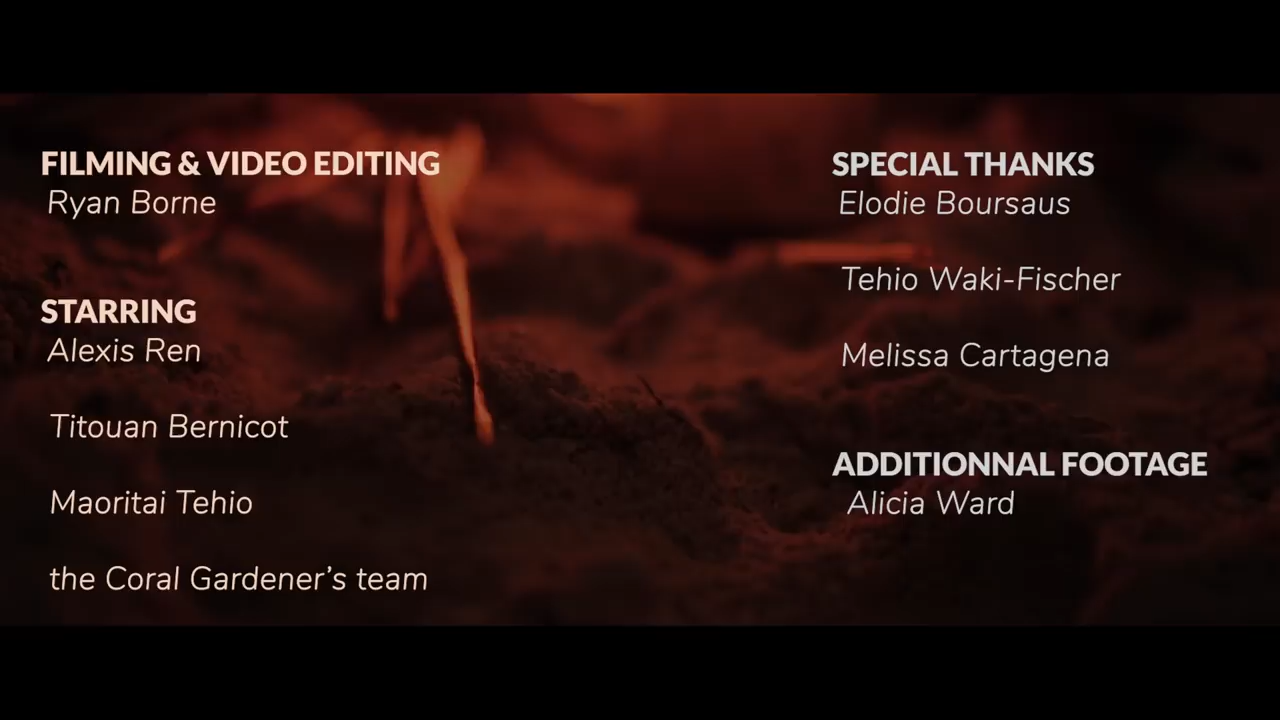 FILMING & VIDEO EDITING
Ryan Borne
STARRING
Alexis Ren
Titouan Bernicot
Maoritai Tehio
the Coral Gardener’s team
SPECIAL THANKS
Elodie Boursaus
Tehio Waki-Fischer
Melissa Cartagena
ADDITIONNAL FOOTAGE
Alicia Ward